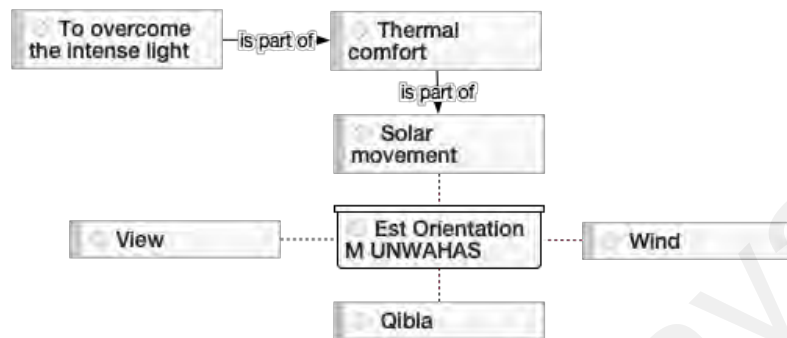 To overcome
the intense light
is part of
Thermal
comfort
is part of
Solar
movement
View
Est Orientation
M UNWAHAS
Wind
Qibla